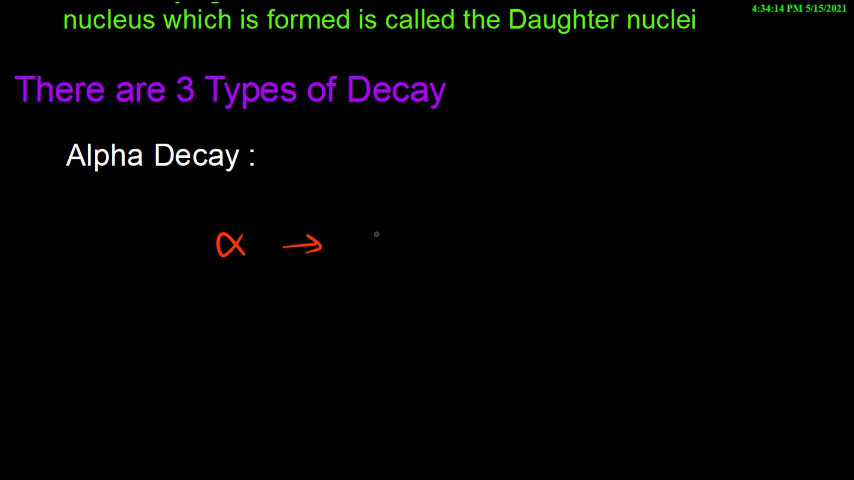 4:34:14 PM 5/15/2021
nucleus which is formed is called the Daughter nuclei
There are 3 Types of Decay
Alpha Decay :
α →